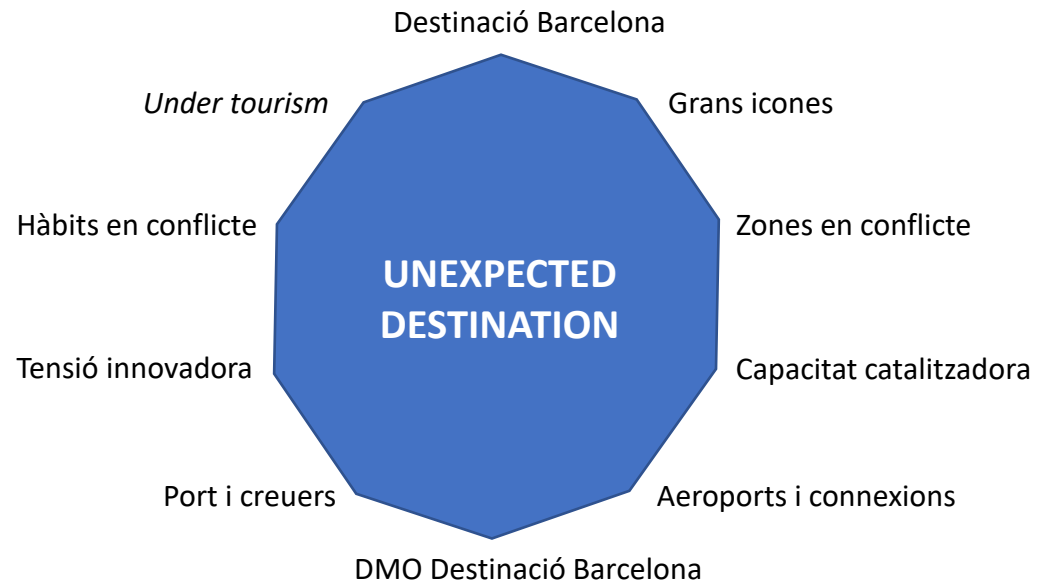 Destinació Barcelona
Under tourism
Grans icones
Hàbits en conflicte
Zones en conflicte
UNEXPECTED
DESTINATION
Tensió innovadora
Capacitat catalitzadora
Port i creuers
Aeroports i connexions
DMO Destinació Barcelona